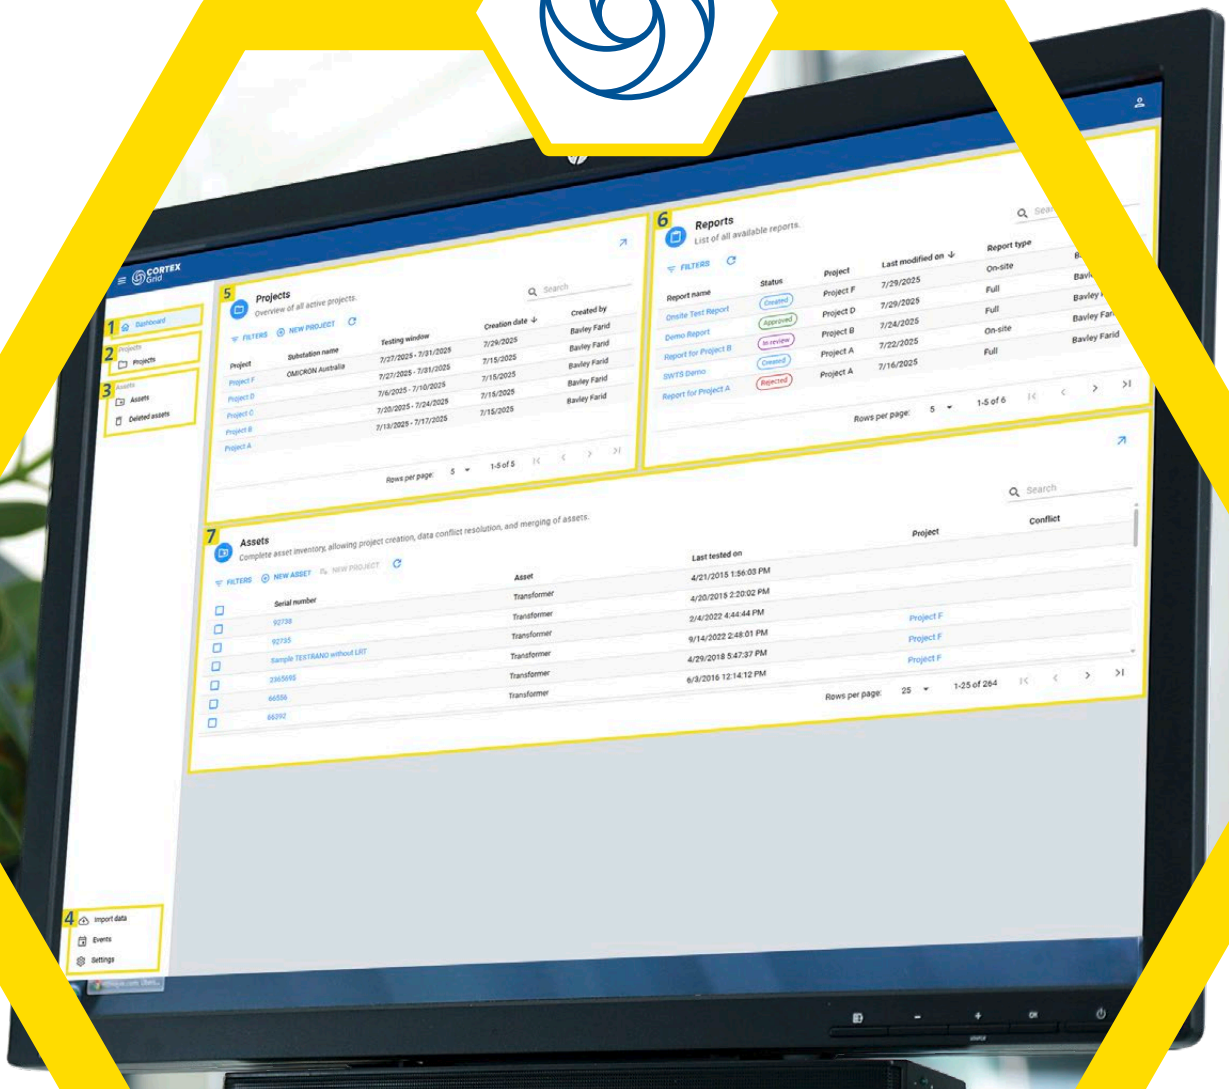 CORTEX
Grid
1 Dashboard
2 Projects
Projects
3 Assets
Assets
Deleted assets
4 Import data
Events
Settings
5 Projects
Overview of all active projects.
Search
FILTERS NEW PROJECT
Project Substation name Testing window Creation date Created by
Project F OMICRON Australia 7/27/2025 - 7/31/2025 7/29/2025 Bavley Farid
Project D 7/27/2025 - 7/31/2025 7/15/2025 Bavley Farid
Project C 7/6/2025 - 7/10/2025 7/15/2025 Bavley Farid
Project B 7/20/2025 - 7/24/2025 7/15/2025 Bavley Farid
Project A 7/13/2025 - 7/17/2025 7/15/2025 Bavley Farid
Rows per page: 5 1-5 of 5
6 Reports
List of all available reports.
FILTERS
Report name Status Project Last modified on Report type
Onsite Test Report Created Project F 7/29/2025 On-site
Demo Report Approved Project D 7/29/2025 Full
Report for Project B In review Project B 7/24/2025 Full
SWTS Demo Created Project A 7/22/2025 On-site
Report for Project A Rejected Project A 7/16/2025 Full Bavley Farid
Rows per page: 5 1-5 of 6
7 Assets
Complete asset inventory, allowing project creation, data conflict resolution, and merging of assets.
Search
FILTERS NEW ASSET NEW PROJECT
Serial number Asset Last tested on Project Conflict
92738 Transformer 4/21/2015 1:56:03 PM
92735 Transformer 4/20/2015 2:20:02 PM
Sample TESTRANO without LRT Transformer 2/4/2022 4:44:44 PM
2365695 Transformer 9/14/2022 2:48:01 PM Project F
66556 Transformer 4/29/2018 5:47:37 PM Project F
66392 Transformer 6/3/2016 12:14:12 PM Project F
Rows per page: 25 1-25 of 264
OK